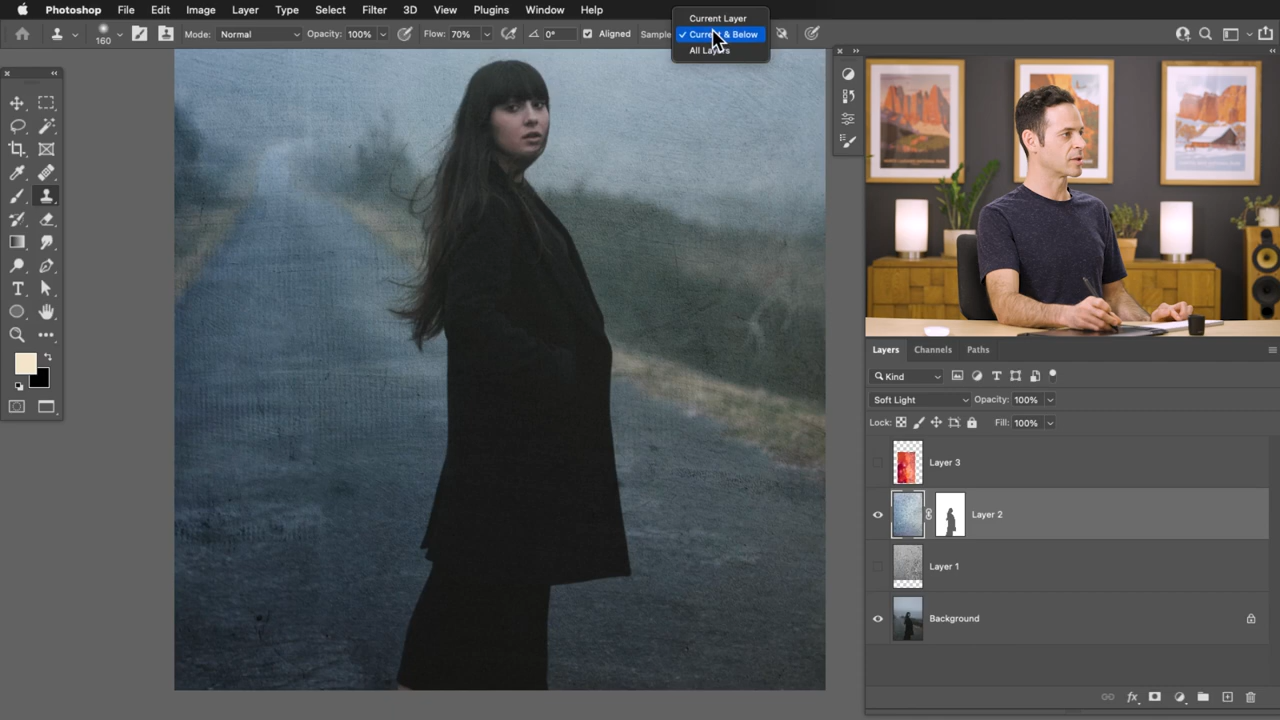 Photoshop File Edit Image Layer Type Select Filter 3D View Plugins Window Help
Current Layer
Current & Below
All Layers
160 Mode: Normal Opacity: 100% Flow: 70% 0° Aligned Sample
Layers Channels Paths
Kind
Soft Light Opacity: 100%
Lock: Fill: 100%
Layer 3
Layer 2
Layer 1
Background
fx